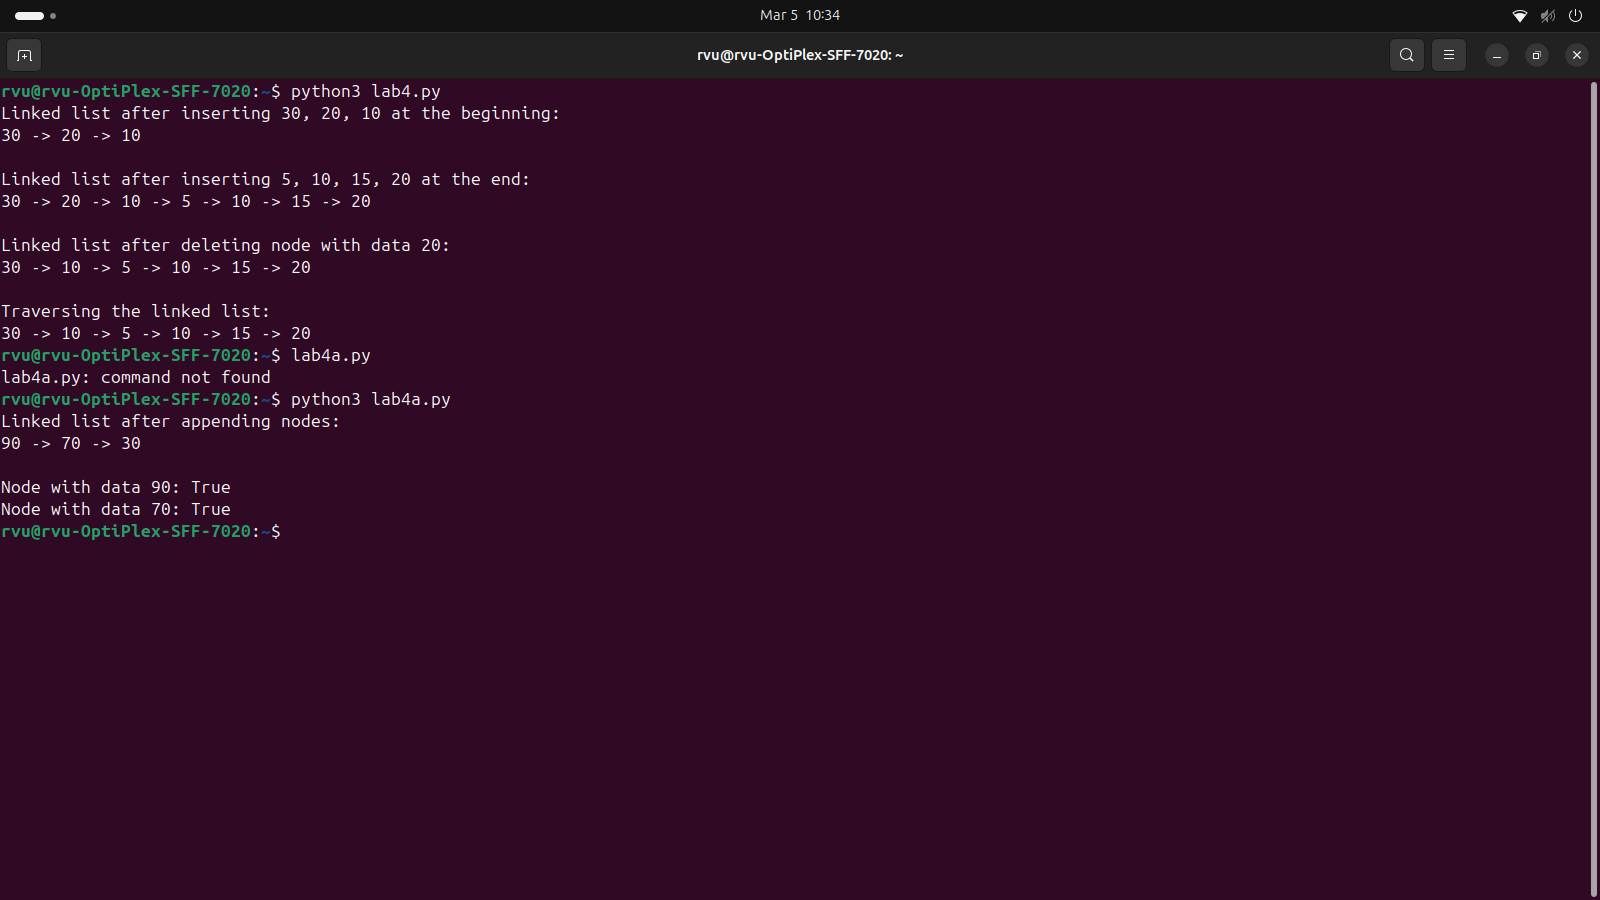 Mar 5 10:34
rvu@rvu-OptiPlex-SFF-7020: ~
rvu@rvu-OptiPlex-SFF-7020:~$ python3 lab4.py
Linked list after inserting 30, 20, 10 at the beginning:
30 -> 20 -> 10
Linked list after inserting 5, 10, 15, 20 at the end:
30 -> 20 -> 10 -> 5 -> 10 -> 15 -> 20
Linked list after deleting node with data 20:
30 -> 10 -> 5 -> 10 -> 15 -> 20
Traversing the linked list:
30 -> 10 -> 5 -> 10 -> 15 -> 20
rvu@rvu-OptiPlex-SFF-7020:~$ lab4a.py
lab4a.py: command not found
rvu@rvu-OptiPlex-SFF-7020:~$ python3 lab4a.py
Linked list after appending nodes:
90 -> 70 -> 30
Node with data 90: True
Node with data 70: True
rvu@rvu-OptiPlex-SFF-7020:~$